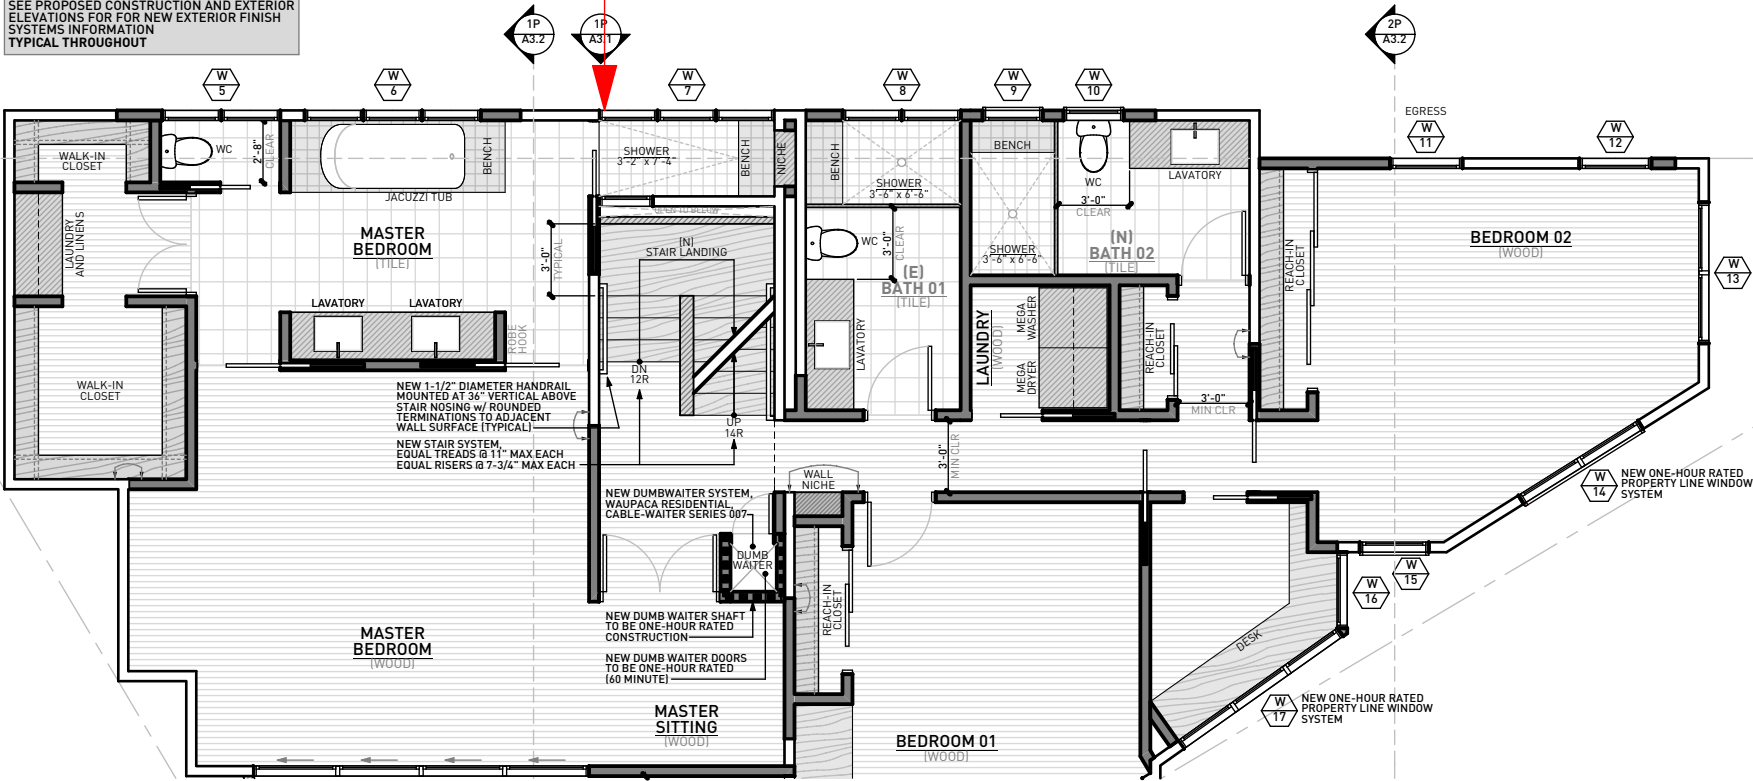 SEE PROPOSED CONSTRUCTION AND EXTERIOR
ELEVATIONS FOR FOR NEW EXTERIOR FINISH
SYSTEMS INFORMATION
TYPICAL THROUGHOUT
1P
A3.2
1P
A3.1
2P
A3.2
W
5
W
6
W
7
W
8
W
9
W
10
EGRESS
W
11
W
12
WALK-IN
CLOSET
WC
2'-8"
CLEAR
BENCH
JACUZZI TUB
SHOWER
3'-2" x 7'-4"
BENCH
NICHE
BENCH
SHOWER
3'-6" x 6'-6"
BENCH
SHOWER
3'-6" x 6'-6"
WC
3'-0"
CLEAR
LAVATORY
LAUNDRY
AND LINENS
MASTER
BEDROOM
(TILE)
3'-0"
TYPICAL
OPEN TO BELOW
(N)
STAIR LANDING
WC
3'-0"
CLEAR
(E)
BATH 01
(TILE)
(N)
BATH 02
(TILE)
REACH-IN
CLOSET
BEDROOM 02
(WOOD)
W
13
LAVATORY
LAVATORY
ROBE
HOOK
LAVATORY
LAUNDRY
(WOOD)
MEGA
WASHER
MEGA
DRYER
REACH-IN
CLOSET
3'-0"
MIN CLR
WALK-IN
CLOSET
DN
12R
UP
14R
NEW 1-1/2" DIAMETER HANDRAIL
MOUNTED AT 36" VERTICAL ABOVE
STAIR NOSING w/ ROUNDED
TERMINATIONS TO ADJACENT
WALL SURFACE (TYPICAL)
NEW STAIR SYSTEM,
EQUAL TREADS @ 11" MAX EACH
EQUAL RISERS @ 7-3/4" MAX EACH
3'-0"
MIN CLR
WALL
NICHE
W
14
NEW ONE-HOUR RATED
PROPERTY LINE WINDOW
SYSTEM
NEW DUMBWAITER SYSTEM,
WAUPACA RESIDENTIAL,
CABLE-WAITER SERIES 007
DUMB
WAITER
W
15
W
16
REACH-IN
CLOSET
NEW DUMB WAITER SHAFT
TO BE ONE-HOUR RATED
CONSTRUCTION
NEW DUMB WAITER DOORS
TO BE ONE-HOUR RATED
(60 MINUTE)
MASTER
BEDROOM
(WOOD)
DESK
W
17
NEW ONE-HOUR RATED
PROPERTY LINE WINDOW
SYSTEM
MASTER
SITTING
(WOOD)
BEDROOM 01
(WOOD)